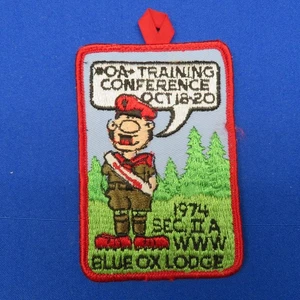 *OA* TRAINING
CONFERENCE
OCT 18-20
1974
SEC. II A
WWW
BLUE OX LODGE